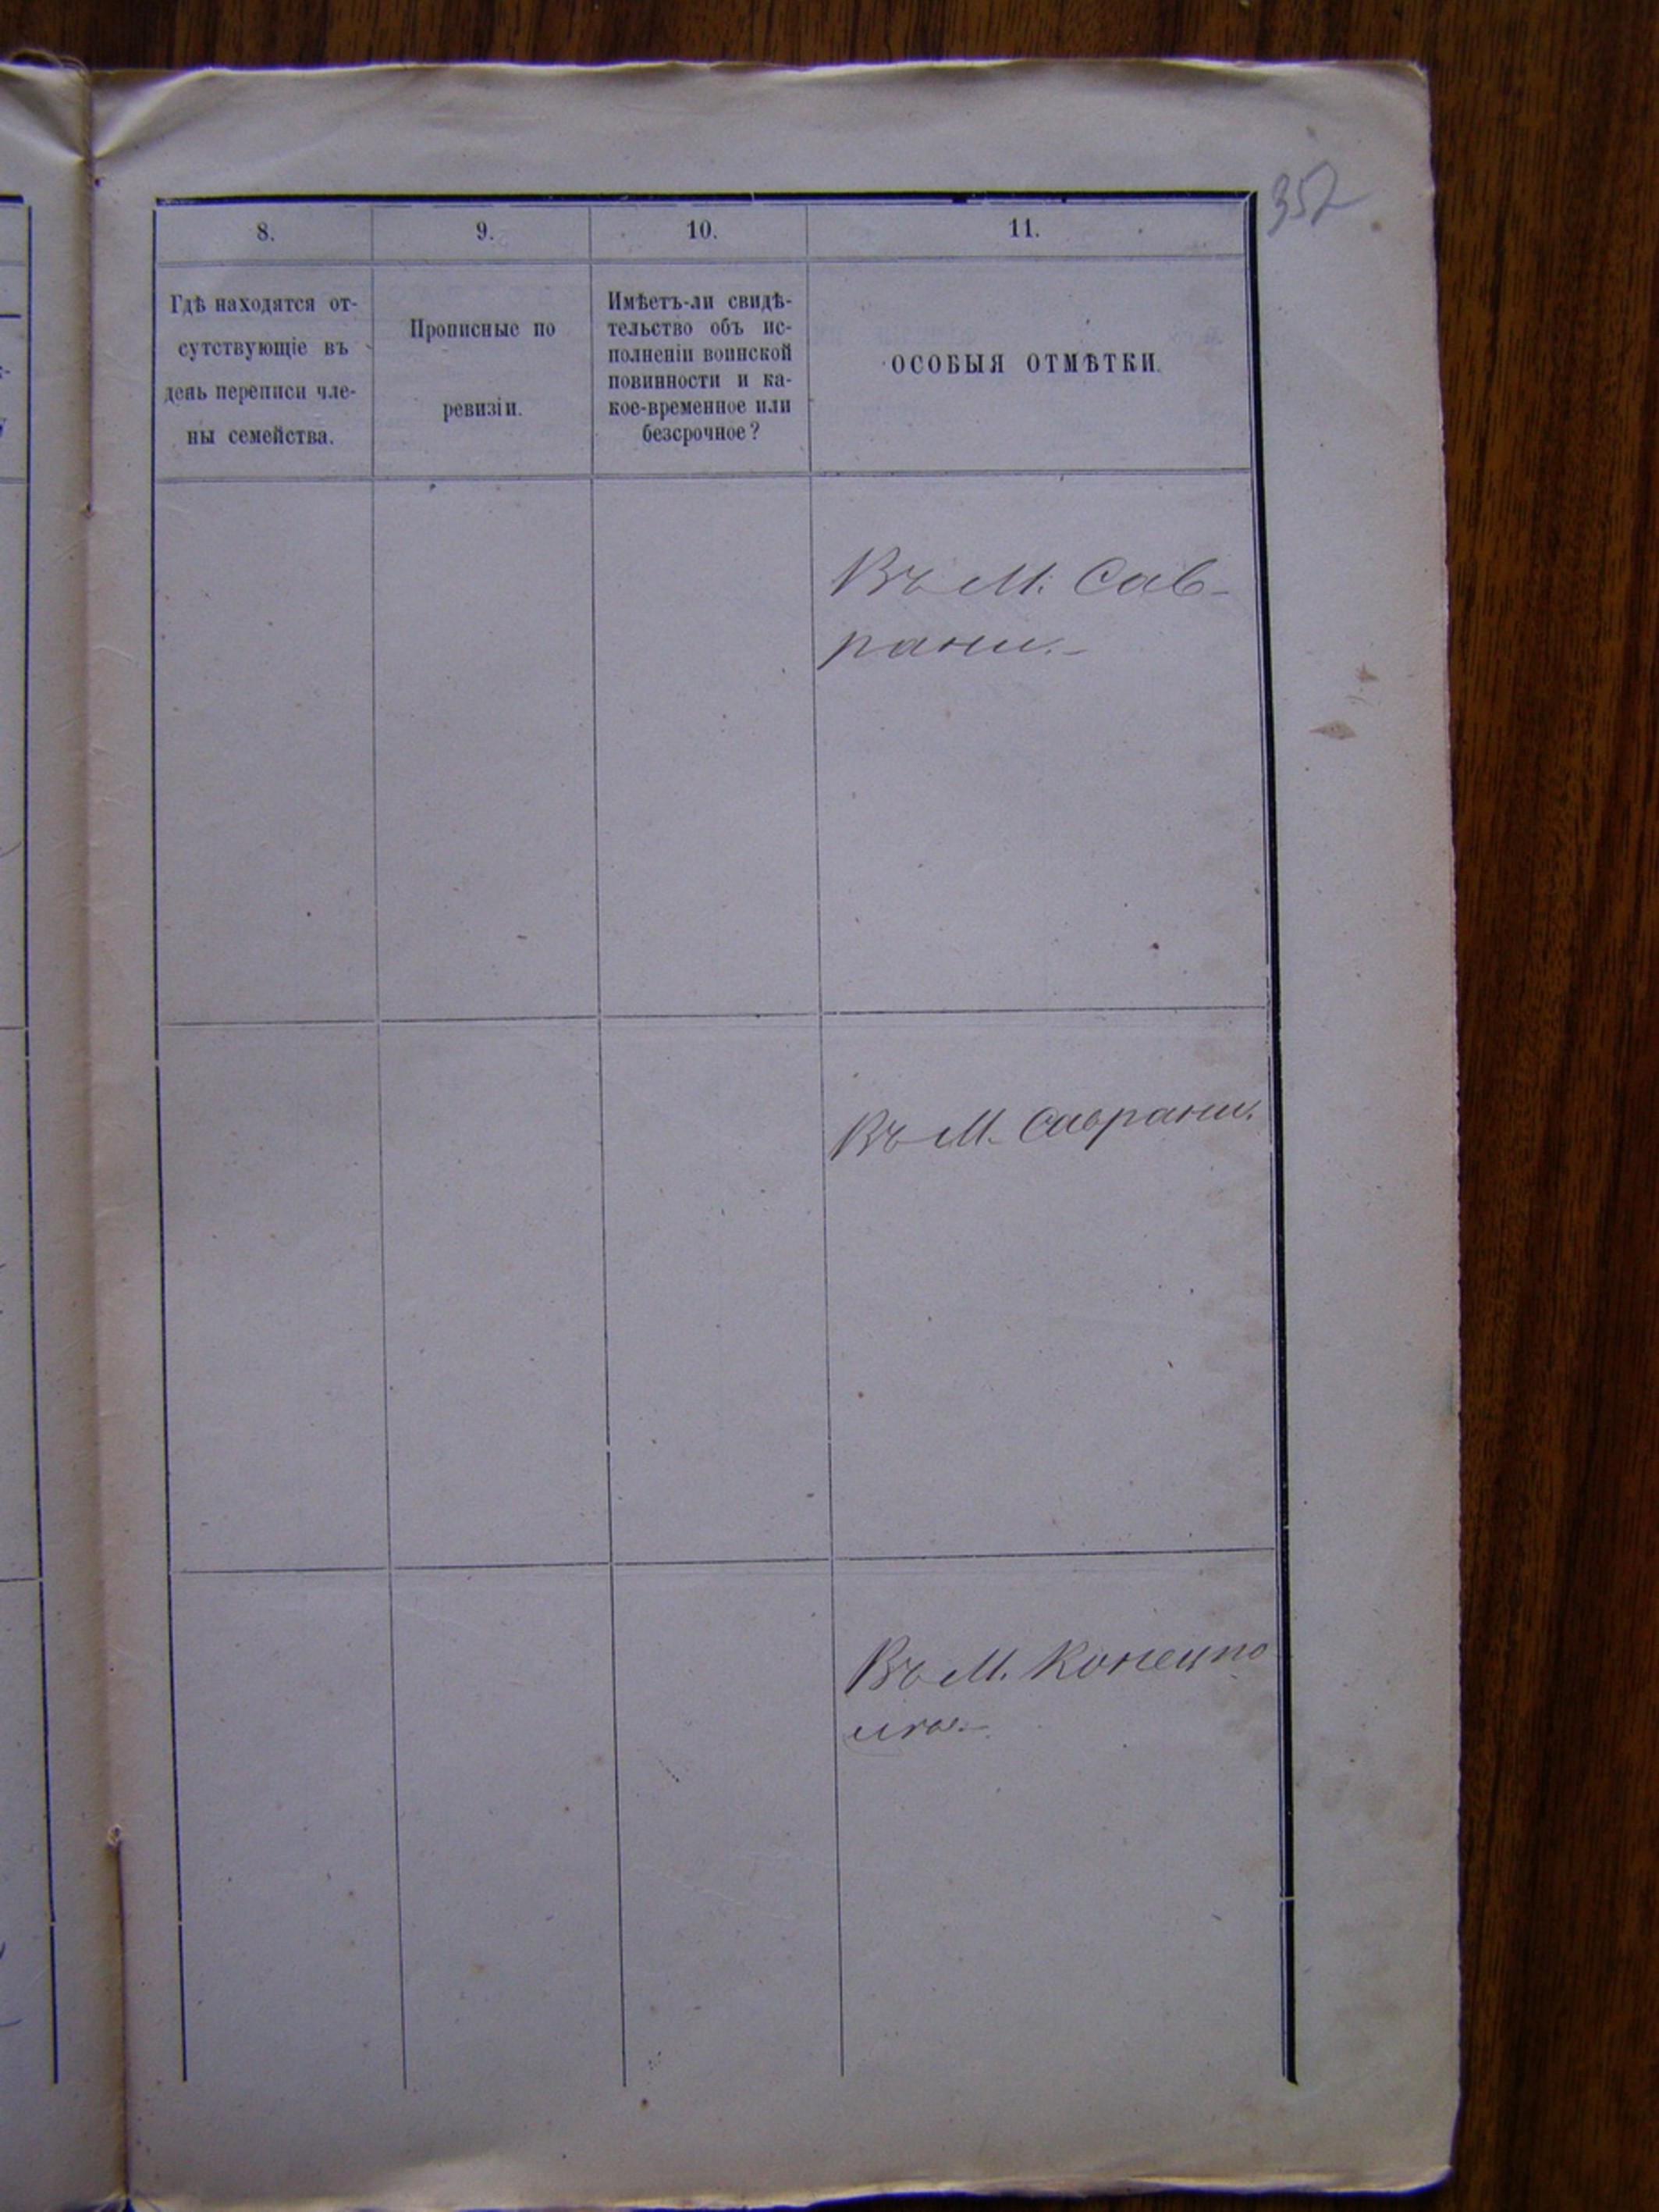 352
8.
9.
10.
11.
Гдѣ находятся от-
сутствующіе въ
день переписи чле-
ны семейства.
Прописные по
ревизіи.
Имѣетъ-ли свидѣ-
тельство объ ис-
полненіи воинской
повинности и ка-
кое-временное или
безсрочное?
ОСОБЫЯ ОТМѢТКИ.
Въ М. Сав-
рани.-
Въ М. Саврани.
Въ М. Конецпо